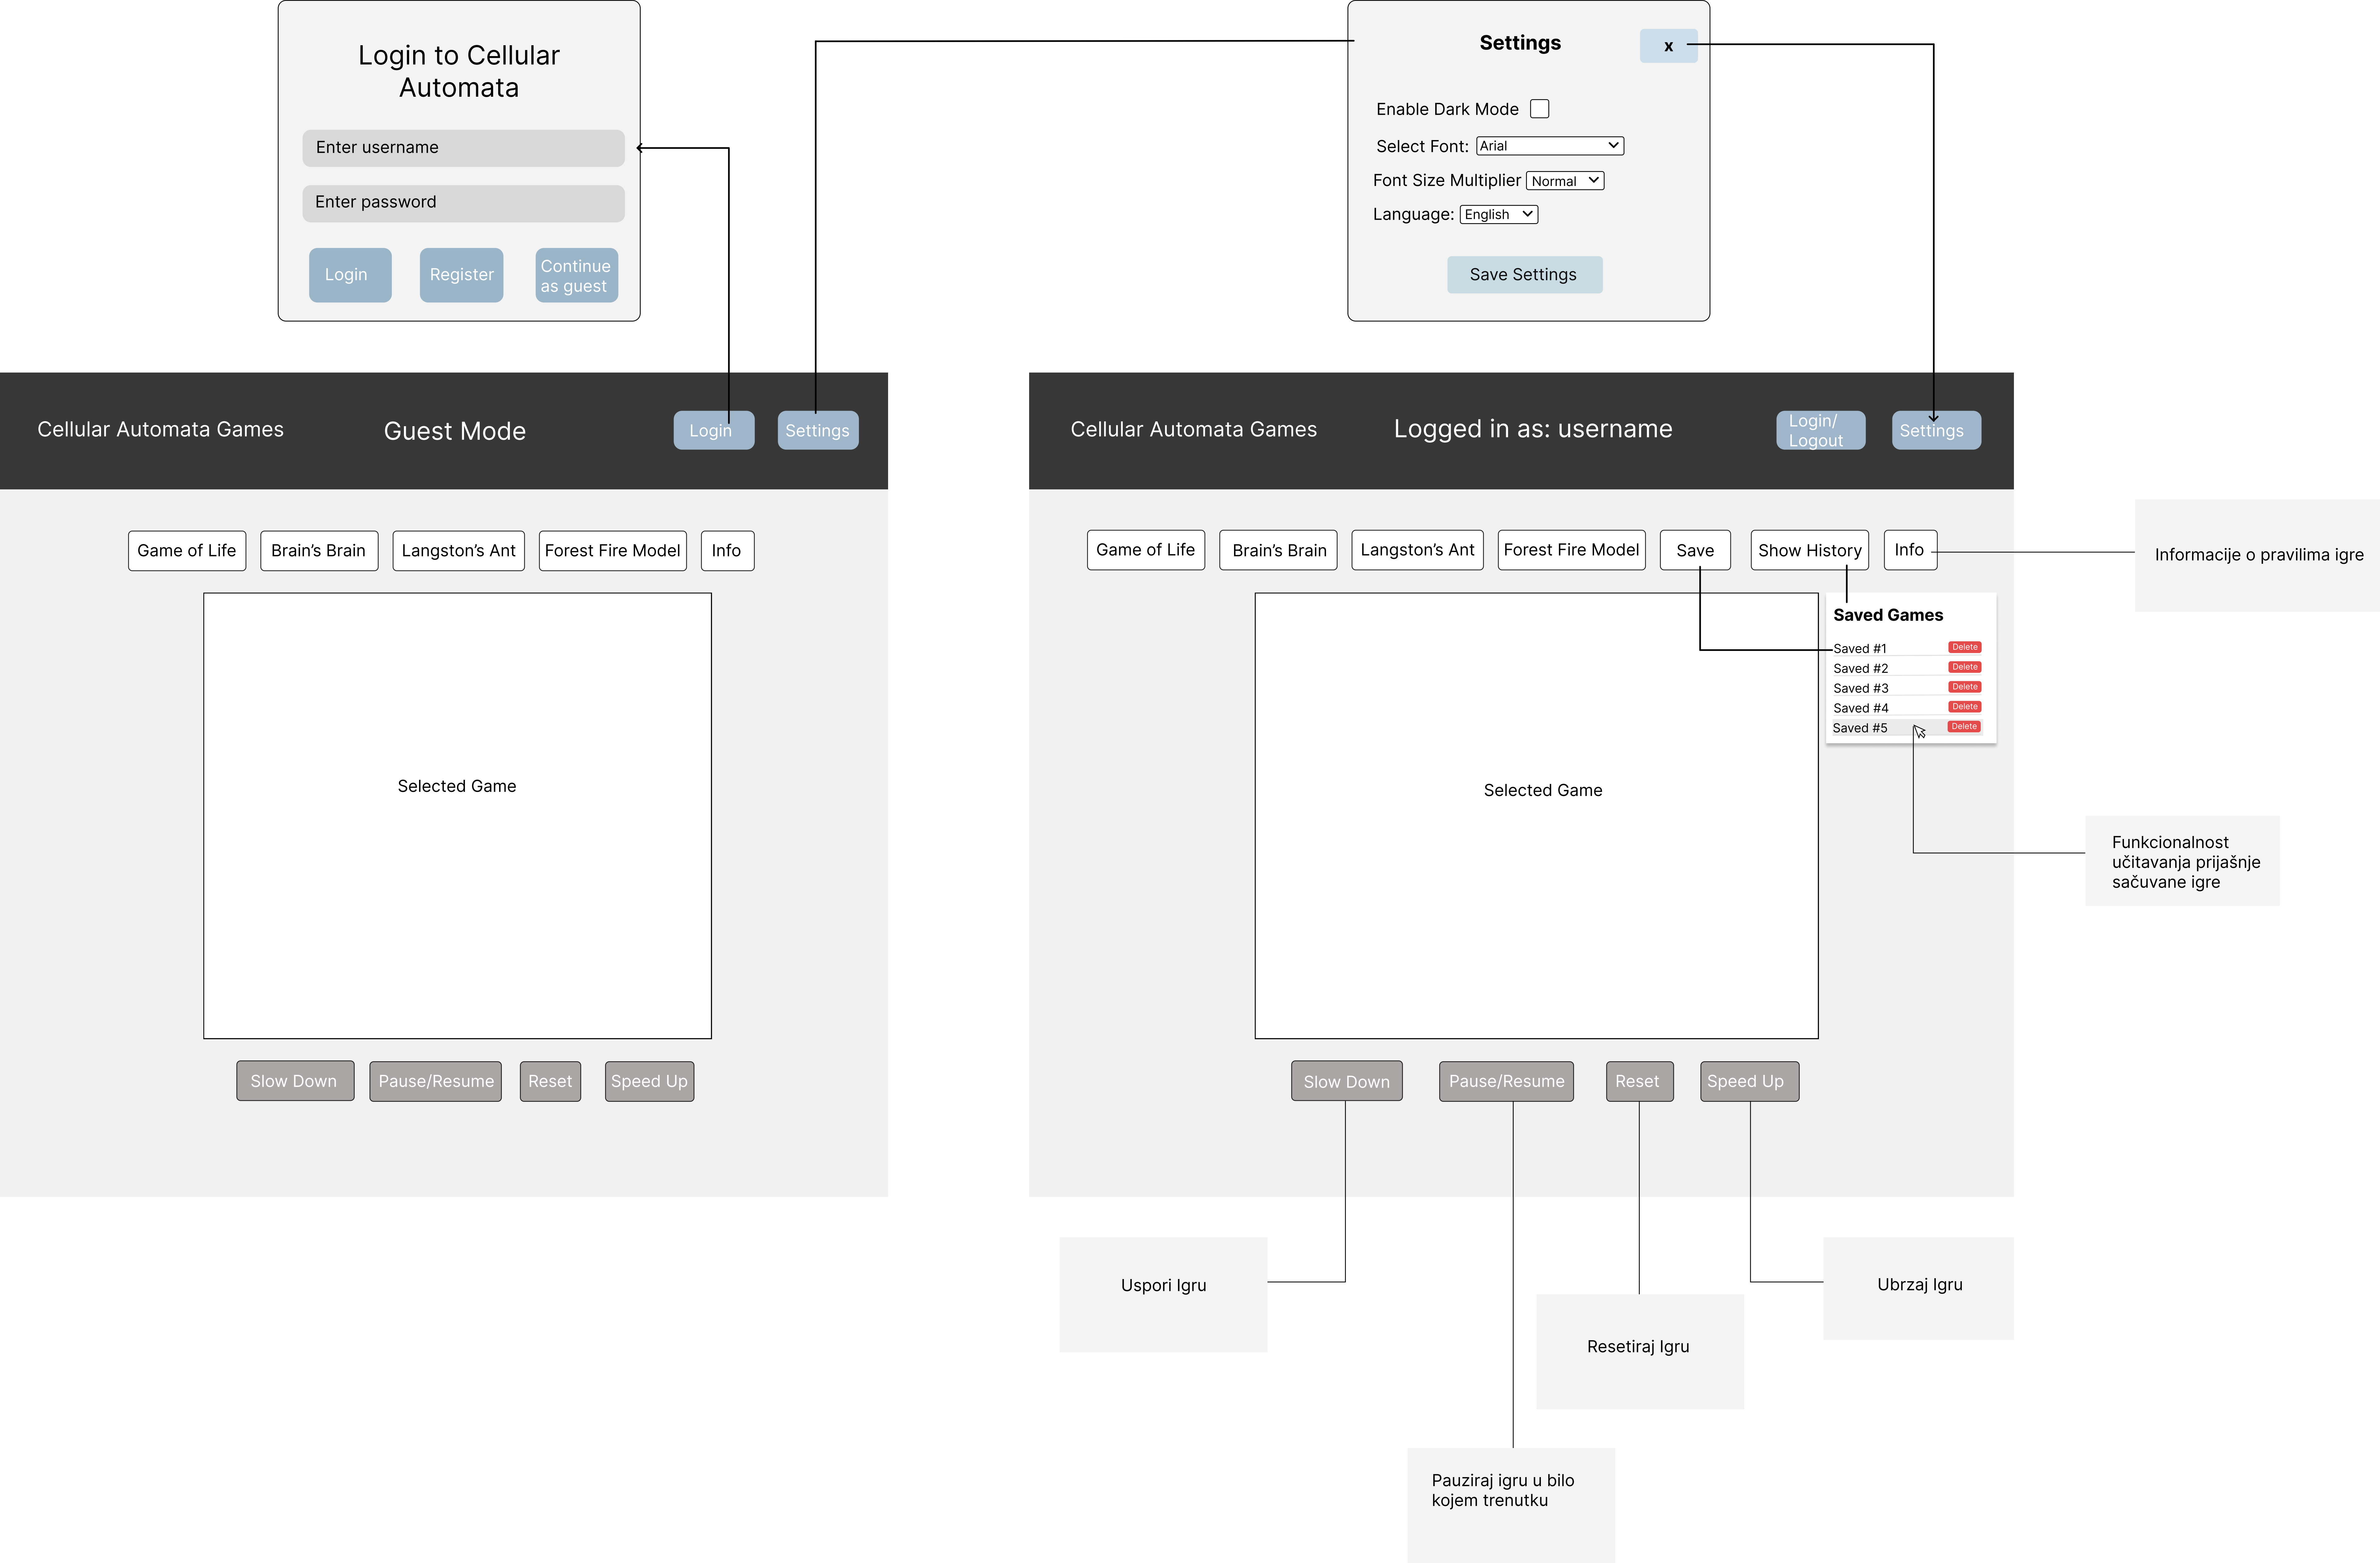 Login to Cellular
Automata
Enter username
Enter password
Login
Register
Continue
as guest
Settings
x
Enable Dark Mode
Select Font:
Arial
Font Size Multiplier
Normal
Language:
English
Save Settings
Cellular Automata Games
Guest Mode
Login
Settings
Game of Life
Brain’s Brain
Langston’s Ant
Forest Fire Model
Info
Selected Game
Slow Down
Pause/Resume
Reset
Speed Up
Cellular Automata Games
Logged in as: username
Login/
Logout
Settings
Game of Life
Brain’s Brain
Langston’s Ant
Forest Fire Model
Save
Show History
Info
Informacije o pravilima igre
Saved Games
Saved #1
Delete
Saved #2
Delete
Saved #3
Delete
Saved #4
Delete
Saved #5
Delete
Selected Game
Funkcionalnost
učitavanja prijašnje
sačuvane igre
Slow Down
Pause/Resume
Reset
Speed Up
Uspori Igru
Ubrzaj Igru
Resetiraj Igru
Pauziraj igru u bilo
kojem trenutku